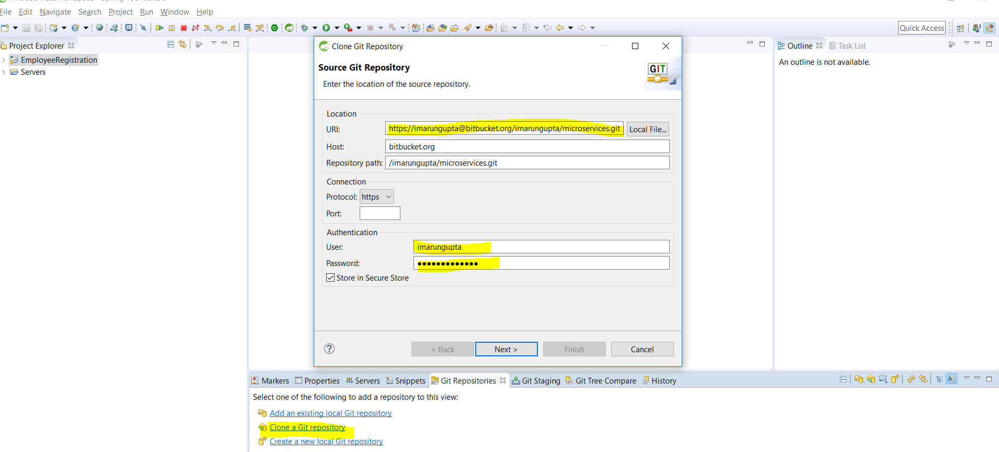 File Edit Navigate Search Project Run Window Help
Quick Access
Project Explorer
EmployeeRegistration
Servers
Clone Git Repository
Source Git Repository
Enter the location of the source repository.
GIT
Location
URI: https://imarungupta@bitbucket.org/imarungupta/microservices.git Local File...
Host: bitbucket.org
Repository path: /imarungupta/microservices.git
Connection
Protocol: https
Port:
Authentication
User: imarungupta
Password: ●●●●●●●●●●●●●
Store in Secure Store
< Back Next > Finish Cancel
Outline Task List
An outline is not available.
Markers Properties Servers Snippets Git Repositories Git Staging Git Tree Compare History
Select one of the following to add a repository to this view:
Add an existing local Git repository
Clone a Git repository
Create a new local Git repository